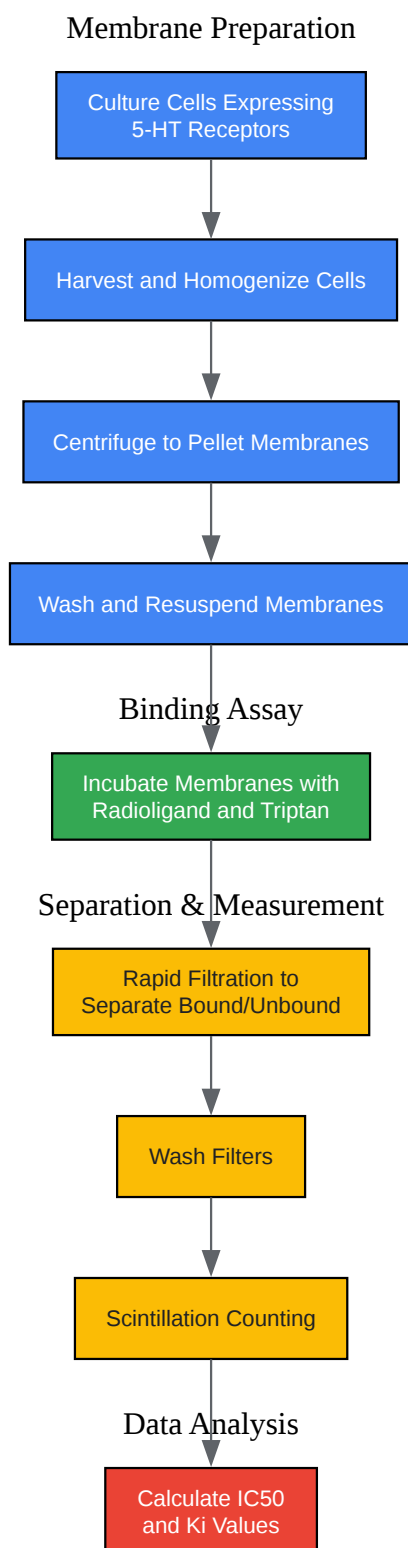 Membrane Preparation
Culture Cells Expressing
5-HT Receptors
Harvest and Homogenize Cells
Centrifuge to Pellet Membranes
Wash and Resuspend Membranes
Binding Assay
Incubate Membranes with
Radioligand and Triptan
Separation & Measurement
Rapid Filtration to
Separate Bound/Unbound
Wash Filters
Scintillation Counting
Data Analysis
Calculate IC50
and Ki Values